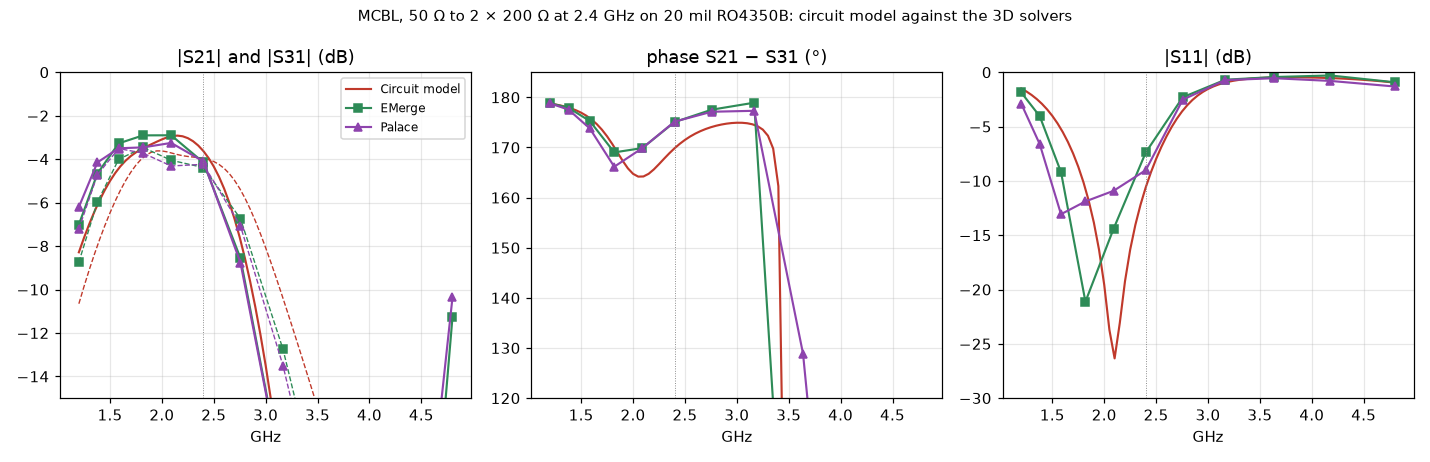 MCBL, 50 Ω to 2 × 200 Ω at 2.4 GHz on 20 mil RO4350B: circuit model against the 3D solvers
|S21| and |S31| (dB)
0
−2
−4
−6
−8
−10
−12
−14
1.5 2.0 2.5 3.0 3.5 4.0 4.5
GHz
Circuit model
EMerge
Palace
phase S21 − S31 (°)
180
170
160
150
140
130
120
1.5 2.0 2.5 3.0 3.5 4.0 4.5
GHz
|S11| (dB)
0
−5
−10
−15
−20
−25
−30
1.5 2.0 2.5 3.0 3.5 4.0 4.5
GHz